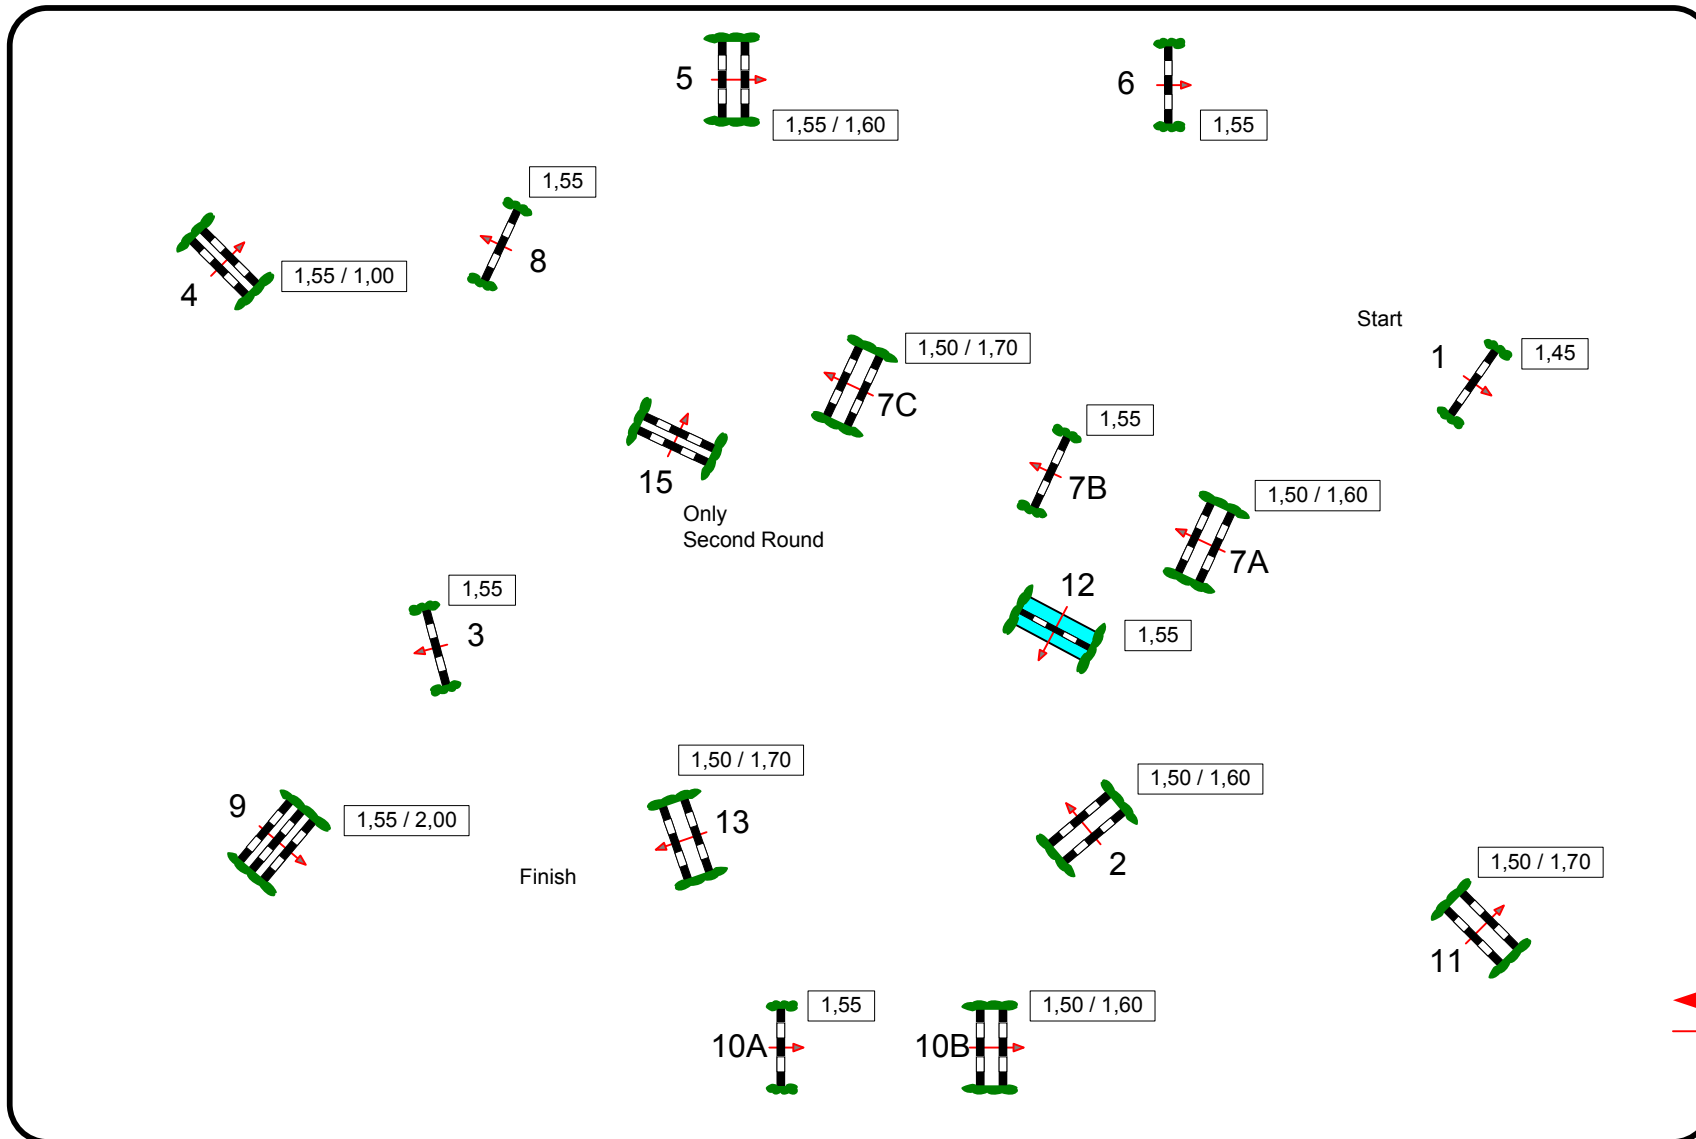 5
1,55 / 1,60
6
1,55
1,55
8
4
1,55 / 1,00
Start
1
1,45
1,50 / 1,70
7C
1,55
7B
15
Only
Second Round
1,50 / 1,60
7A
12
1,55
1,55
3
1,50 / 1,70
13
9
1,55 / 2,00
Finish
1,50 / 1,60
2
1,50 / 1,70
11
1,55
10A
1,50 / 1,60
10B